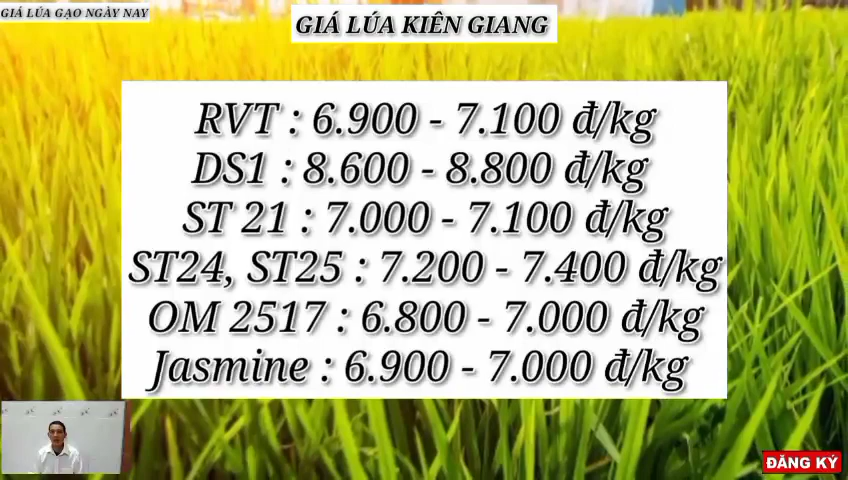 GIÁ LÚA GẠO NGÀY NAY
GIÁ LÚA KIÊN GIANG
RVT : 6.900 - 7.100 đ/kg
DS1 : 8.600 - 8.800 đ/kg
ST 21 : 7.000 - 7.100 đ/kg
ST24, ST25 : 7.200 - 7.400 đ/kg
OM 2517 : 6.800 - 7.000 đ/kg
Jasmine : 6.900 - 7.000 đ/kg
ĐĂNG KÝ